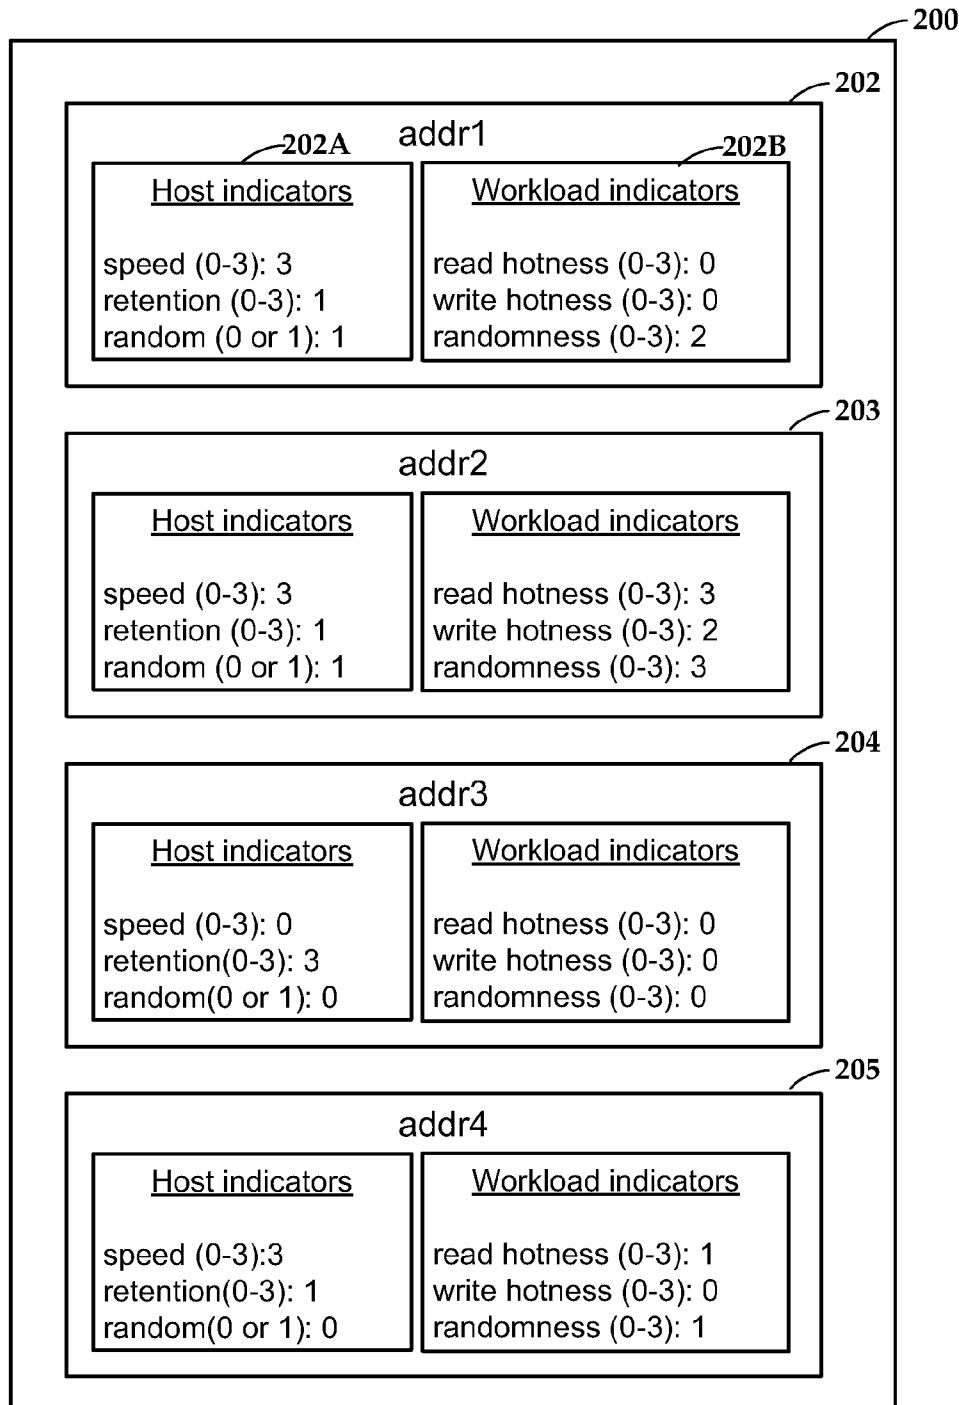 200
202
addr1
202A
202B
Host indicators
speed (0-3): 3
retention (0-3): 1
random (0 or 1): 1
Workload indicators
read hotness (0-3): 0
write hotness (0-3): 0
randomness (0-3): 2
203
addr2
Host indicators
speed (0-3): 3
retention (0-3): 1
random (0 or 1): 1
Workload indicators
read hotness (0-3): 3
write hotness (0-3): 2
randomness (0-3): 3
204
addr3
Host indicators
speed (0-3): 0
retention(0-3): 3
random(0 or 1): 0
Workload indicators
read hotness (0-3): 0
write hotness (0-3): 0
randomness (0-3): 0
205
addr4
Host indicators
speed (0-3):3
retention(0-3): 1
random(0 or 1): 0
Workload indicators
read hotness (0-3): 1
write hotness (0-3): 0
randomness (0-3): 1